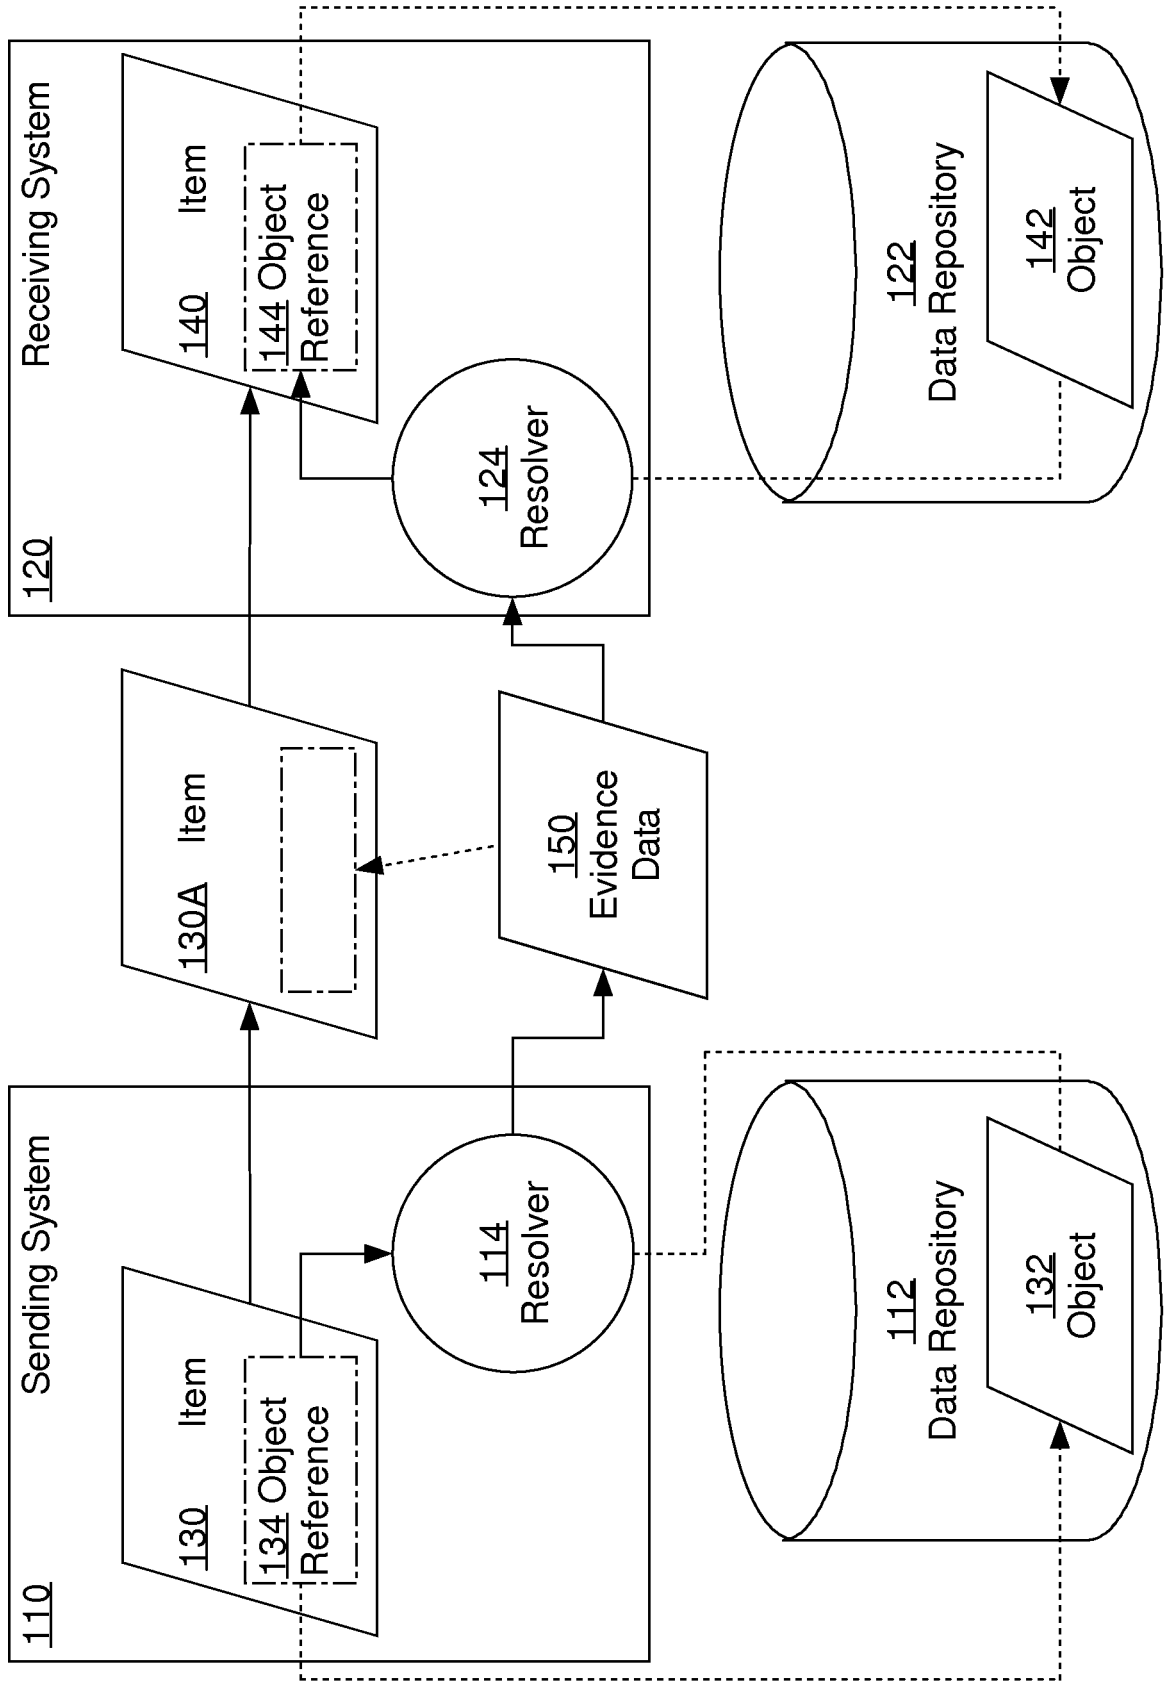 110
Sending System
130 Item
134 Object
Reference
114
Resolver
112
Data Repository
132
Object
130A Item
150
Evidence
Data
120
Receiving System
140 Item
144 Object
Reference
124
Resolver
122
Data Repository
142
Object